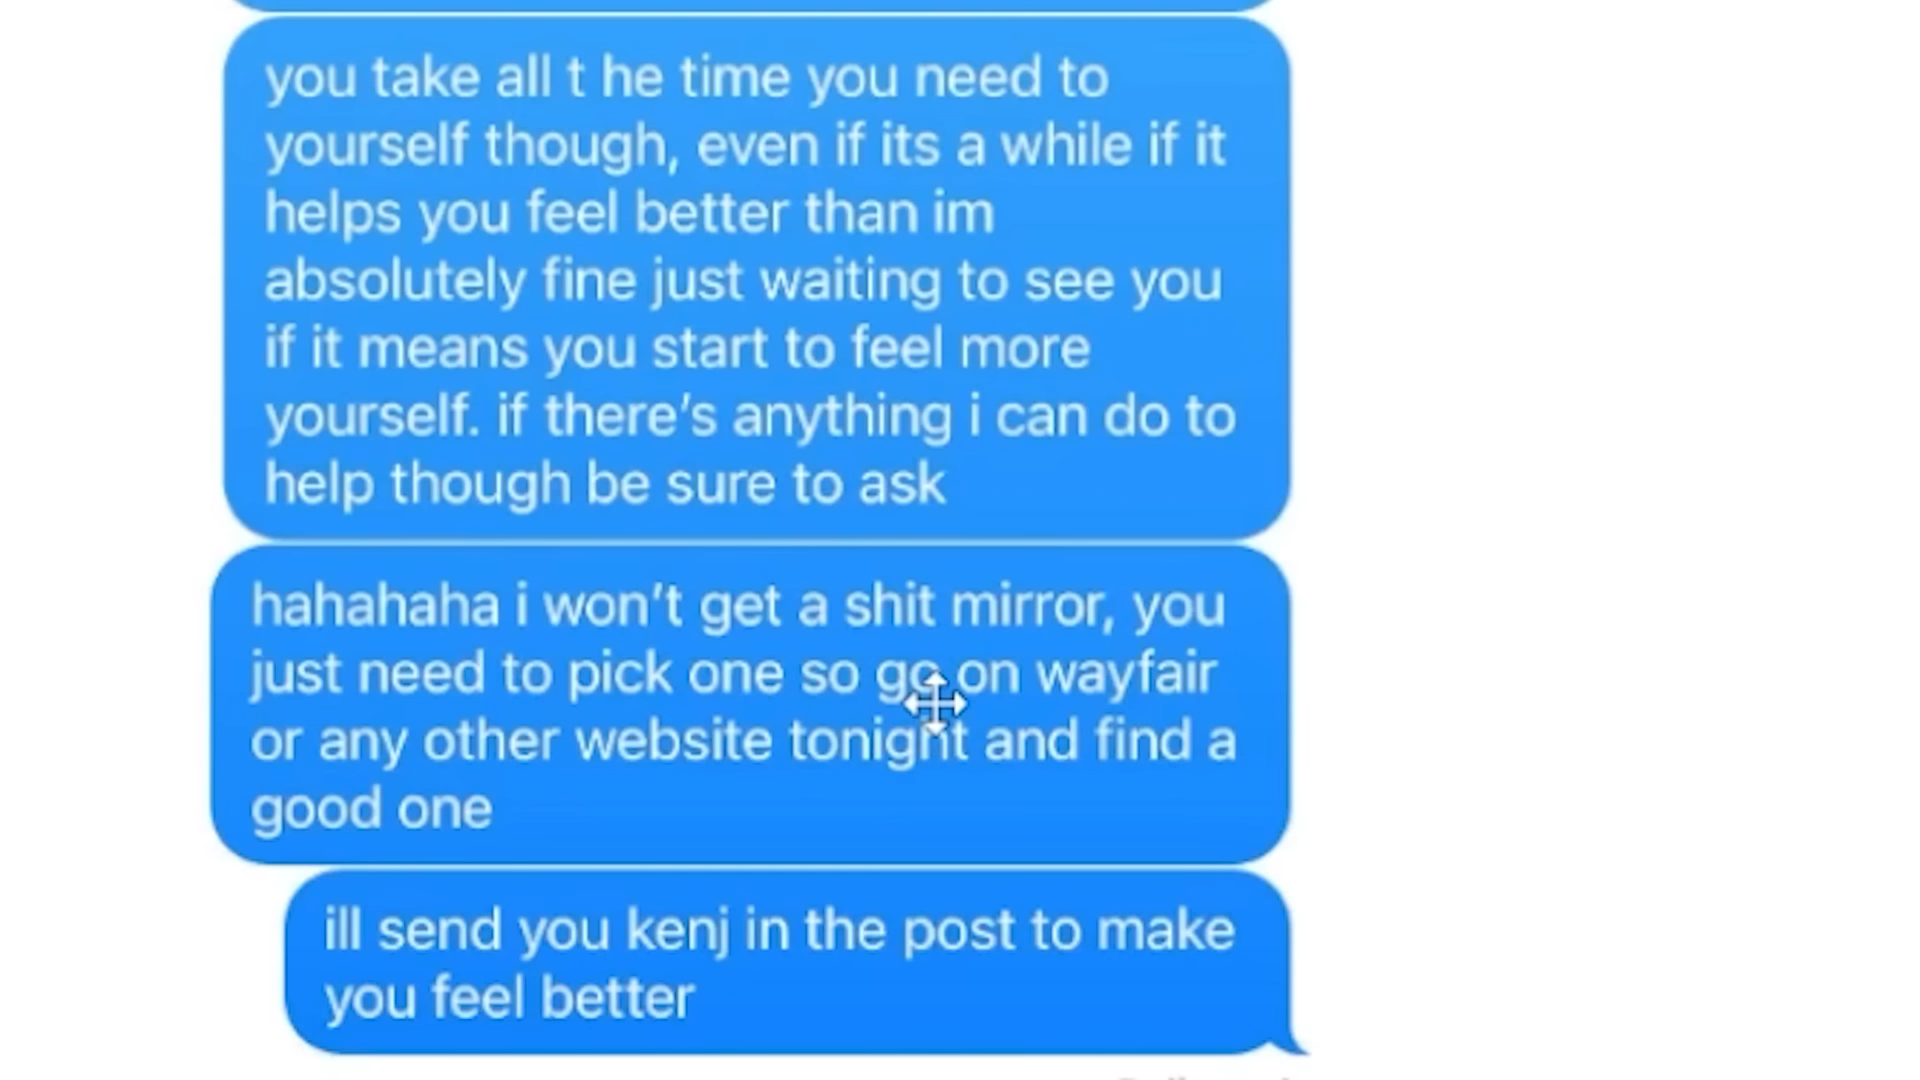 you take all t he time you need to
yourself though, even if its a while if it
helps you feel better than im
absolutely fine just waiting to see you
if it means you start to feel more
yourself. if there’s anything i can do to
help though be sure to ask
hahahaha i won’t get a shit mirror, you
just need to pick one so go on wayfair
or any other website tonight and find a
good one
ill send you kenj in the post to make
you feel better